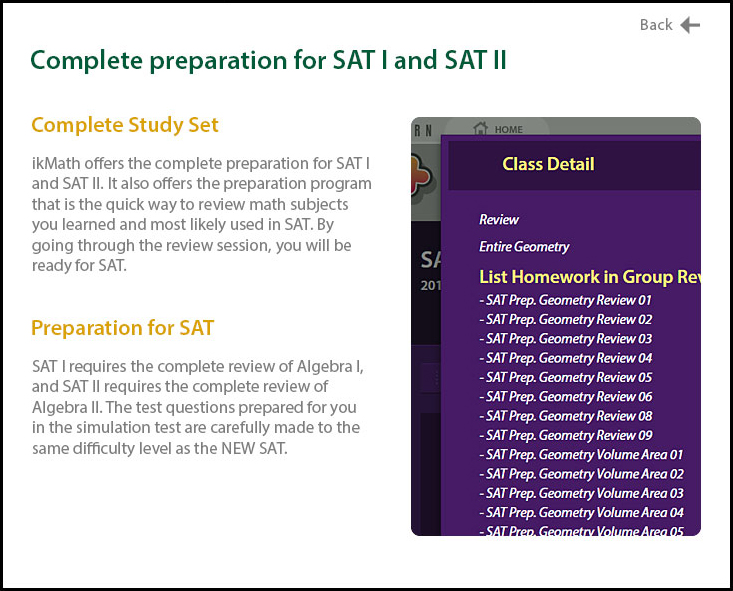 Back
Complete preparation for SAT I and SAT II
Complete Study Set
ikMath offers the complete preparation for SAT I
and SAT II. It also offers the preparation program
that is the quick way to review math subjects
you learned and most likely used in SAT. By
going through the review session, you will be
ready for SAT.
Preparation for SAT
SAT I requires the complete review of Algebra I,
and SAT II requires the complete review of
Algebra II. The test questions prepared for you
in the simulation test are carefully made to the
same difficulty level as the NEW SAT.
RN
HOME
SA
201
Class Detail
Review
Entire Geometry
List Homework in Group Rev
- SAT Prep. Geometry Review 01
- SAT Prep. Geometry Review 02
- SAT Prep. Geometry Review 03
- SAT Prep. Geometry Review 04
- SAT Prep. Geometry Review 05
- SAT Prep. Geometry Review 06
- SAT Prep. Geometry Review 08
- SAT Prep. Geometry Review 09
- SAT Prep. Geometry Volume Area 01
- SAT Prep. Geometry Volume Area 02
- SAT Prep. Geometry Volume Area 03
- SAT Prep. Geometry Volume Area 04
- SAT Prep. Geometry Volume Area 05